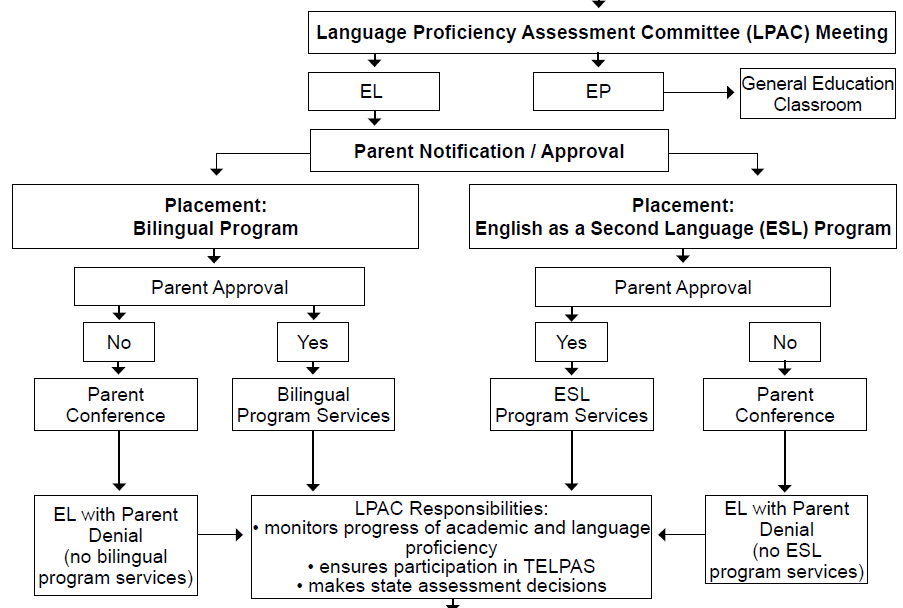 Language Proficiency Assessment Committee (LPAC) Meeting
EL
EP
General Education
Classroom
Parent Notification / Approval
Placement:
Bilingual Program
Placement:
English as a Second Language (ESL) Program
Parent Approval
Parent Approval
No
Yes
Yes
No
Parent
Conference
Bilingual
Program Services
ESL
Program Services
Parent
Conference
EL with Parent
Denial
(no bilingual
program services)
LPAC Responsibilities:
• monitors progress of academic and language
proficiency
• ensures participation in TELPAS
• makes state assessment decisions
EL with Parent
Denial
(no ESL
program services)